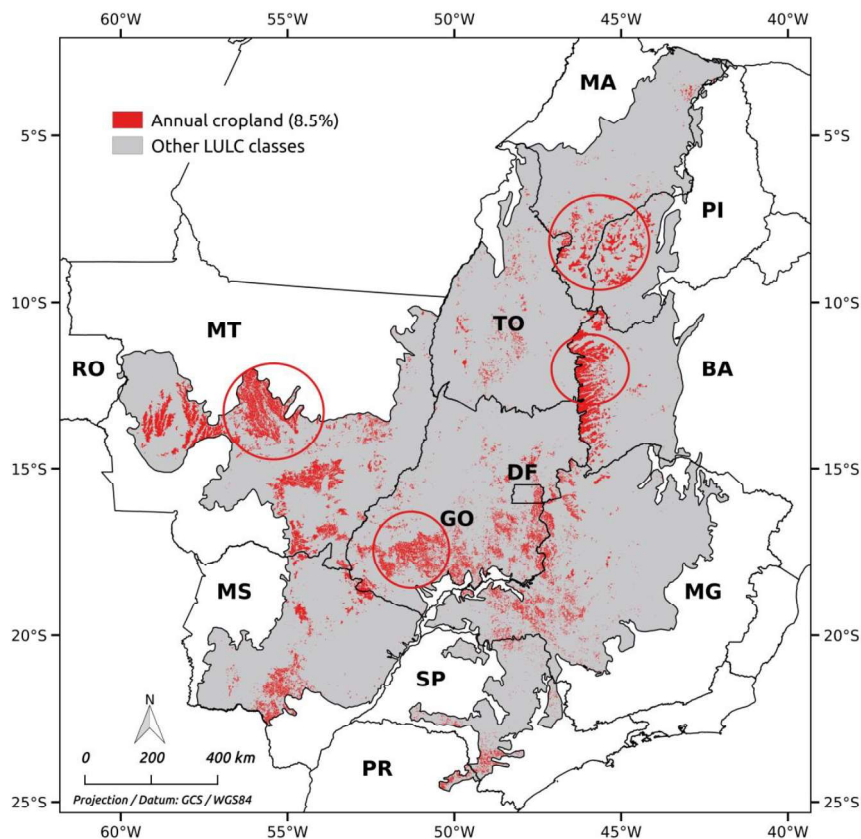 60°W 55°W 50°W 45°W 40°W
MA
Annual cropland (8.5%)
5°S 5°S
Other LULC classes
PI
10°S 10°S
TO
MT
RO BA
15°S 15°S
DF
GO
MS MG
20°S 20°S
SP
N
0 200 400 km
PR
Projection / Datum: GCS / WGS84
25°S 25°S
60°W 55°W 50°W 45°W 40°W